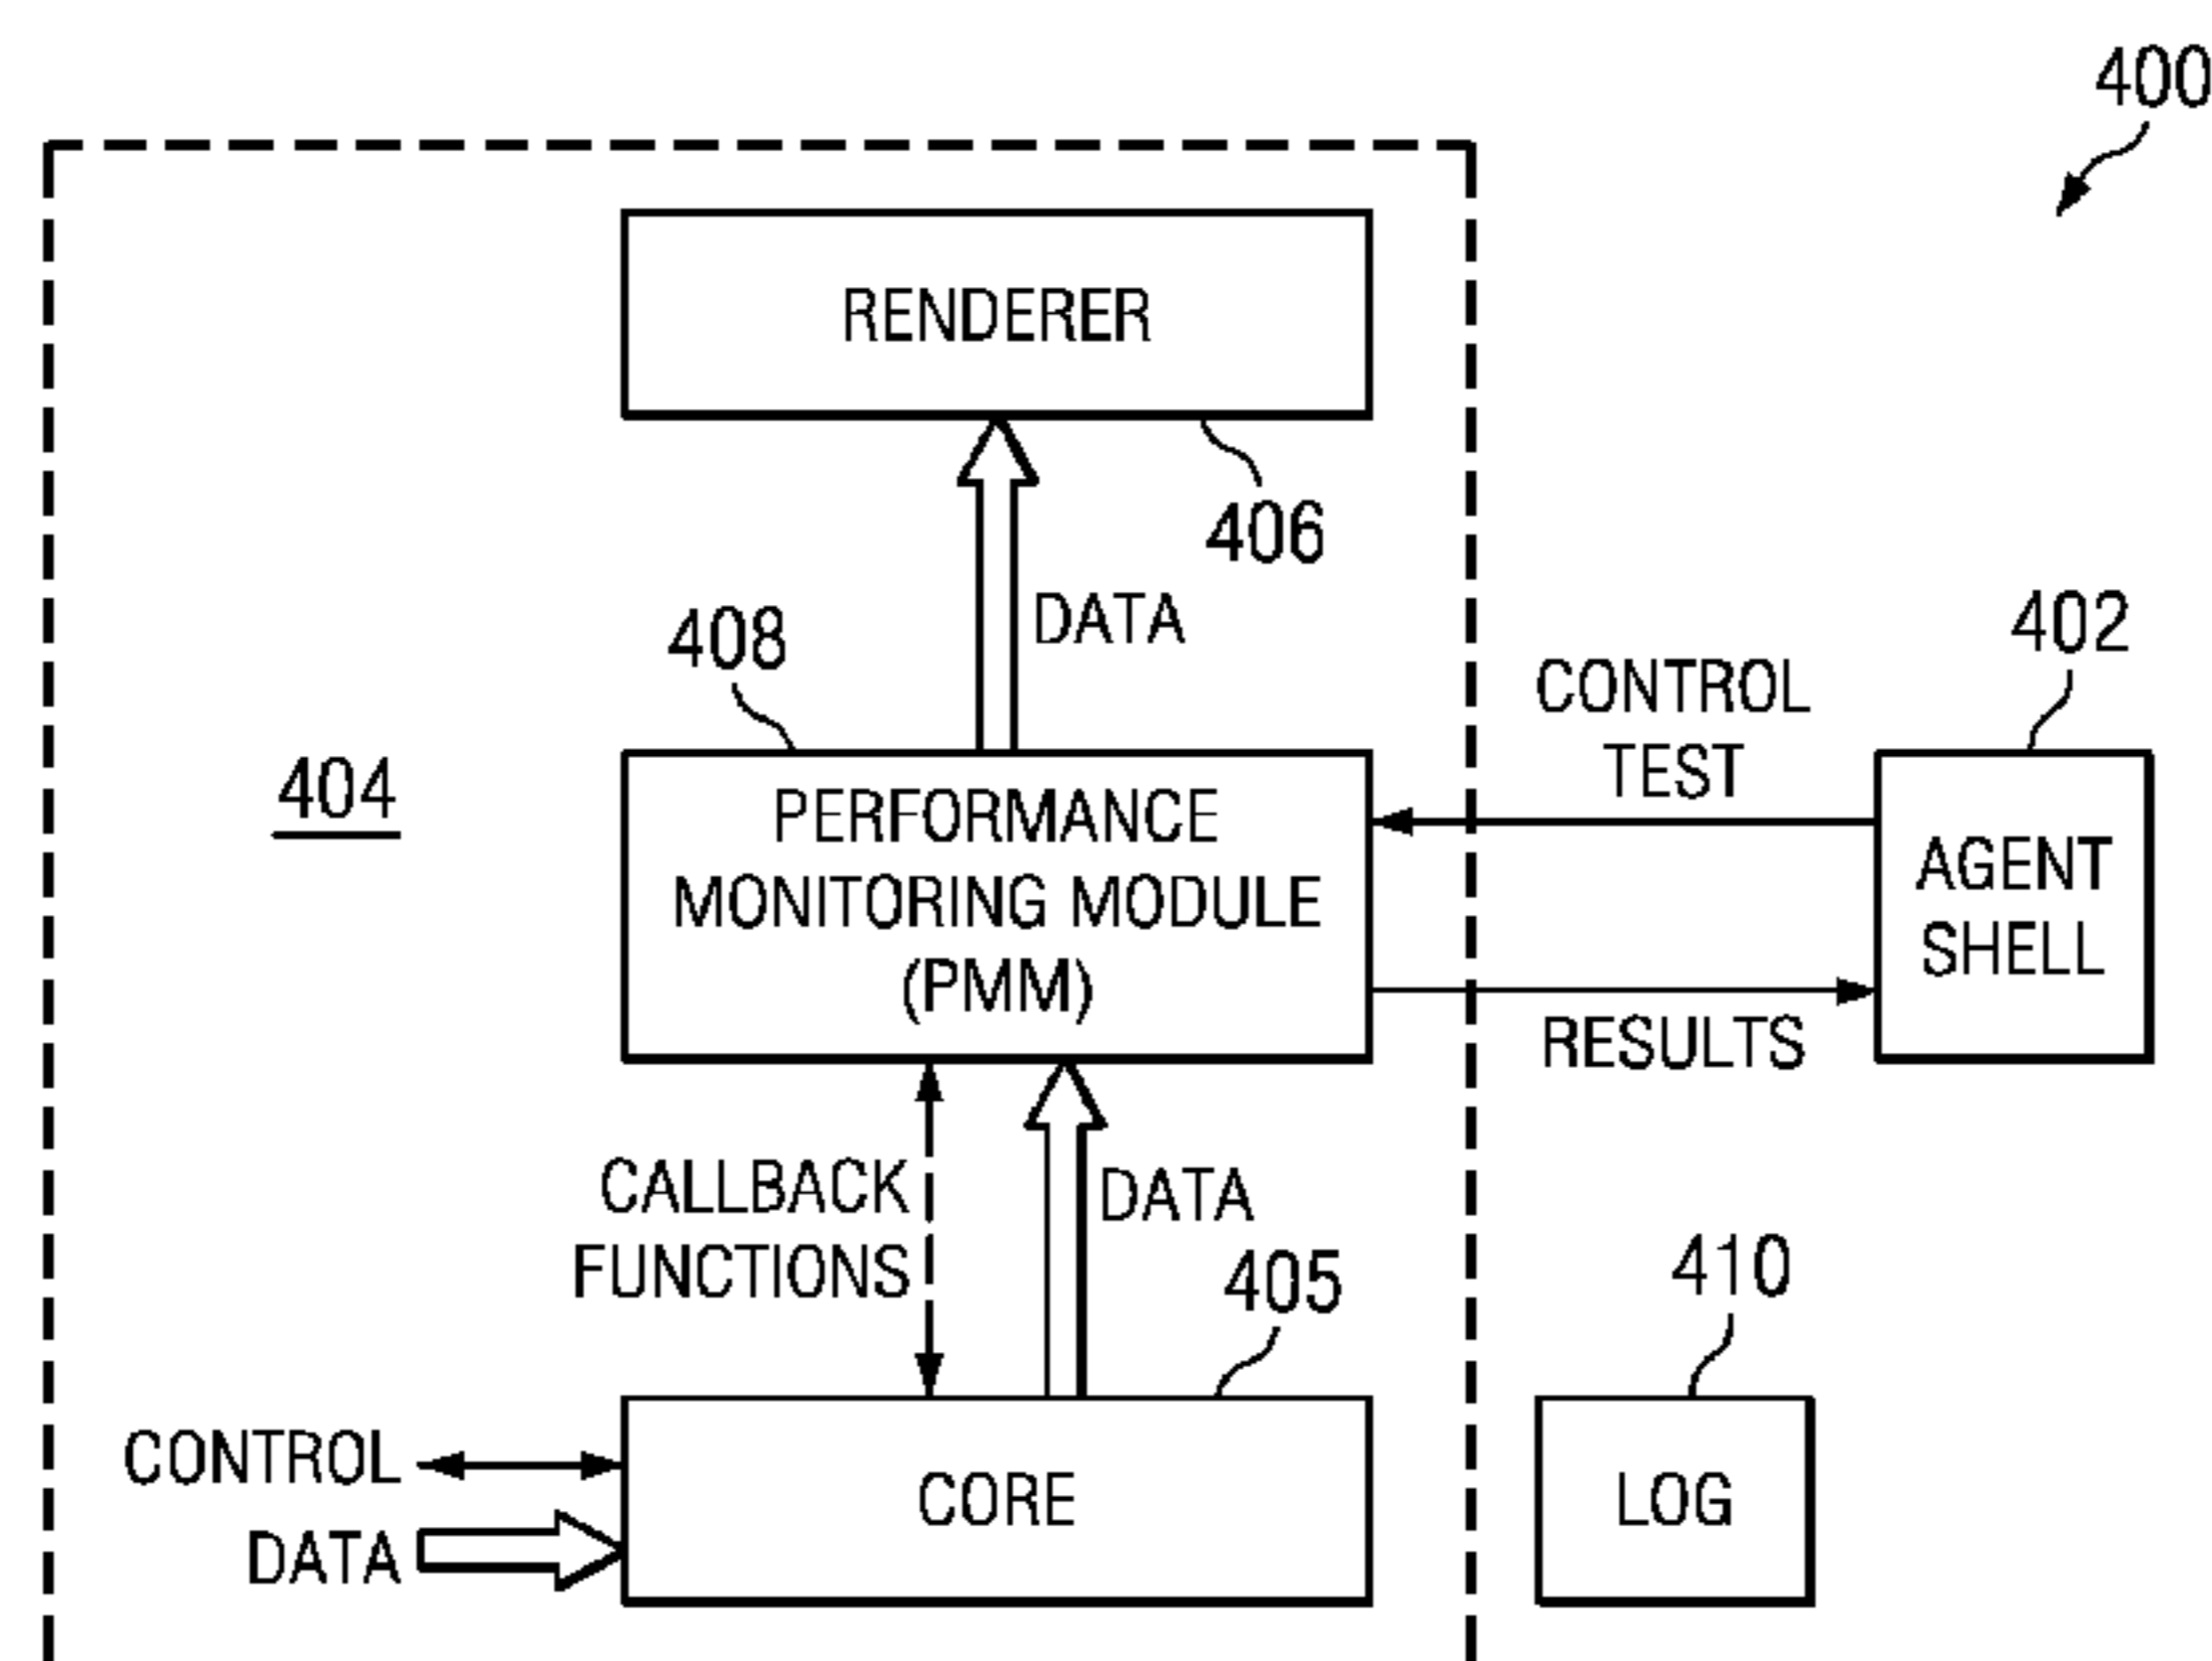 400
RENDERER
406
DATA
408
402
CONTROL
TEST
404
PERFORMANCE
MONITORING MODULE
(PMM)
AGENT
SHELL
RESULTS
CALLBACK
FUNCTIONS
DATA
405
410
CONTROL
DATA
CORE
LOG